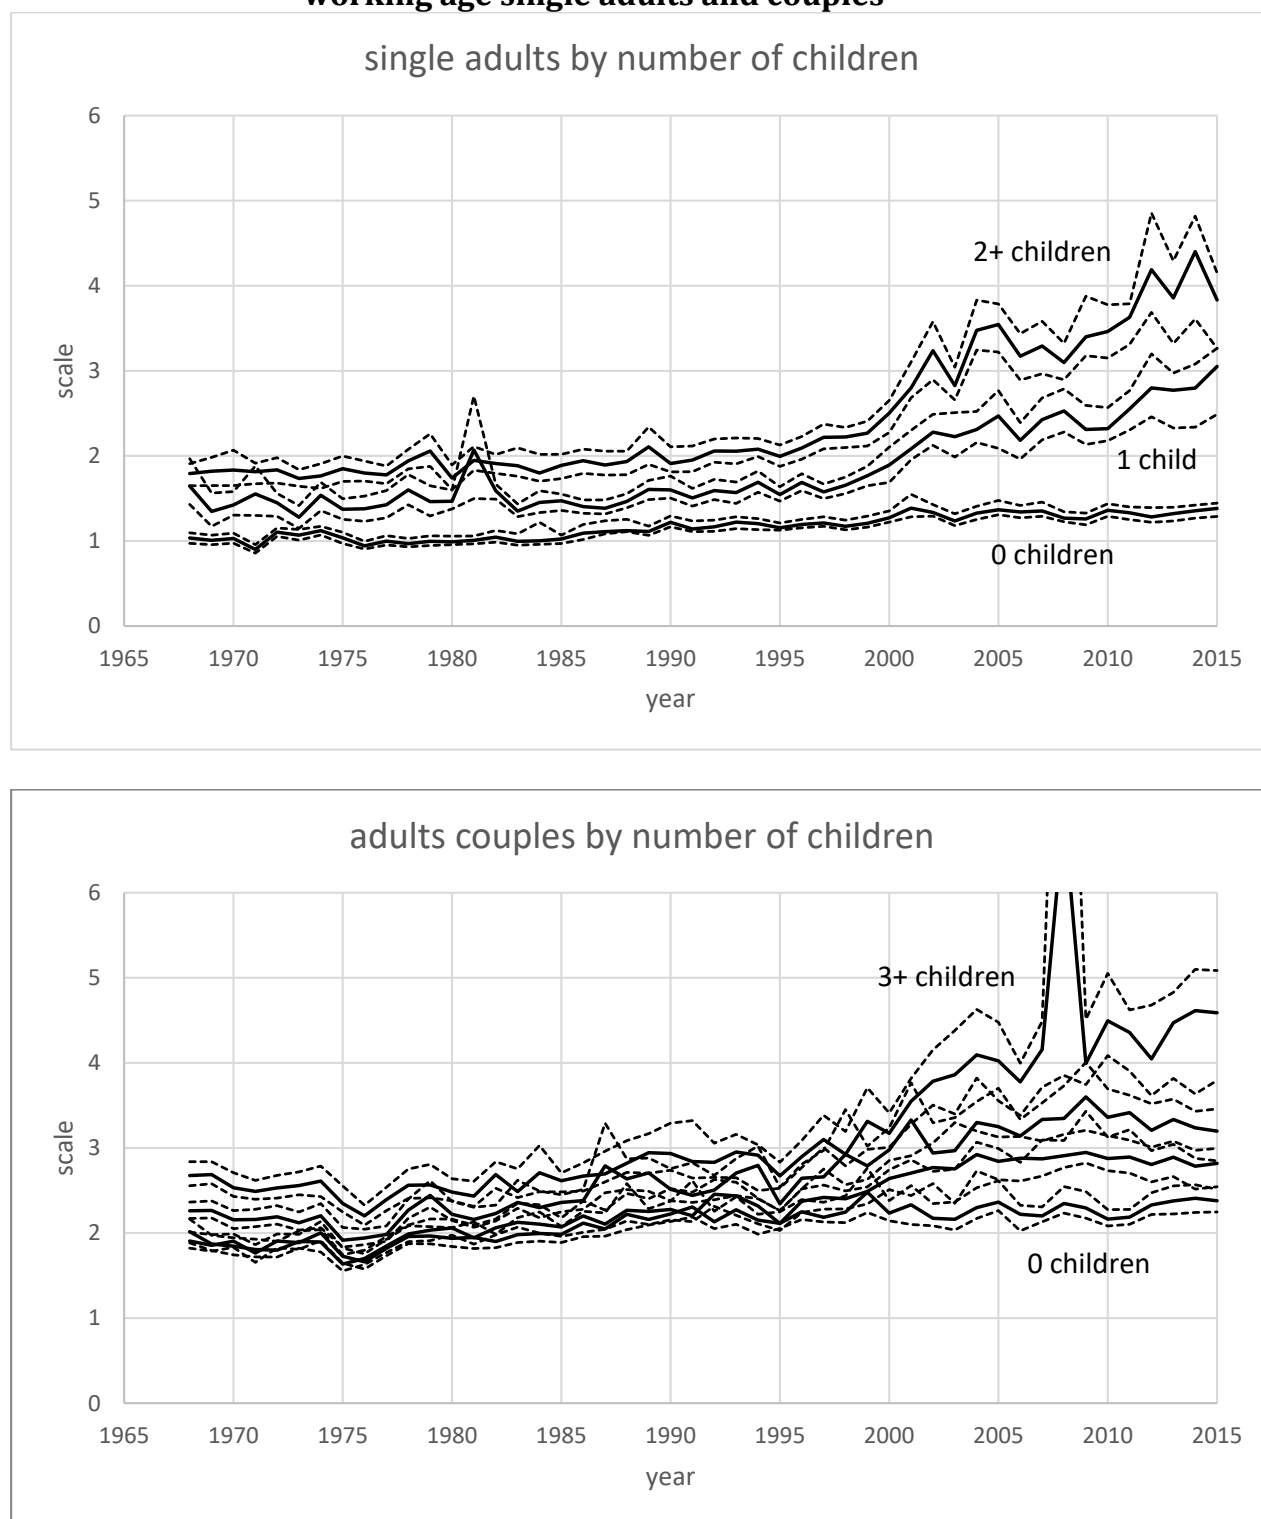 working age single adults and couples
single adults by number of children
6
5
2+ children
4
scale
3
2
1 child
1
0 children
0
1965 1970 1975 1980 1985 1990 1995 2000 2005 2010 2015
year
adults couples by number of children
6
5
3+ children
4
scale
3
2
0 children
1
0
1965 1970 1975 1980 1985 1990 1995 2000 2005 2010 2015
year